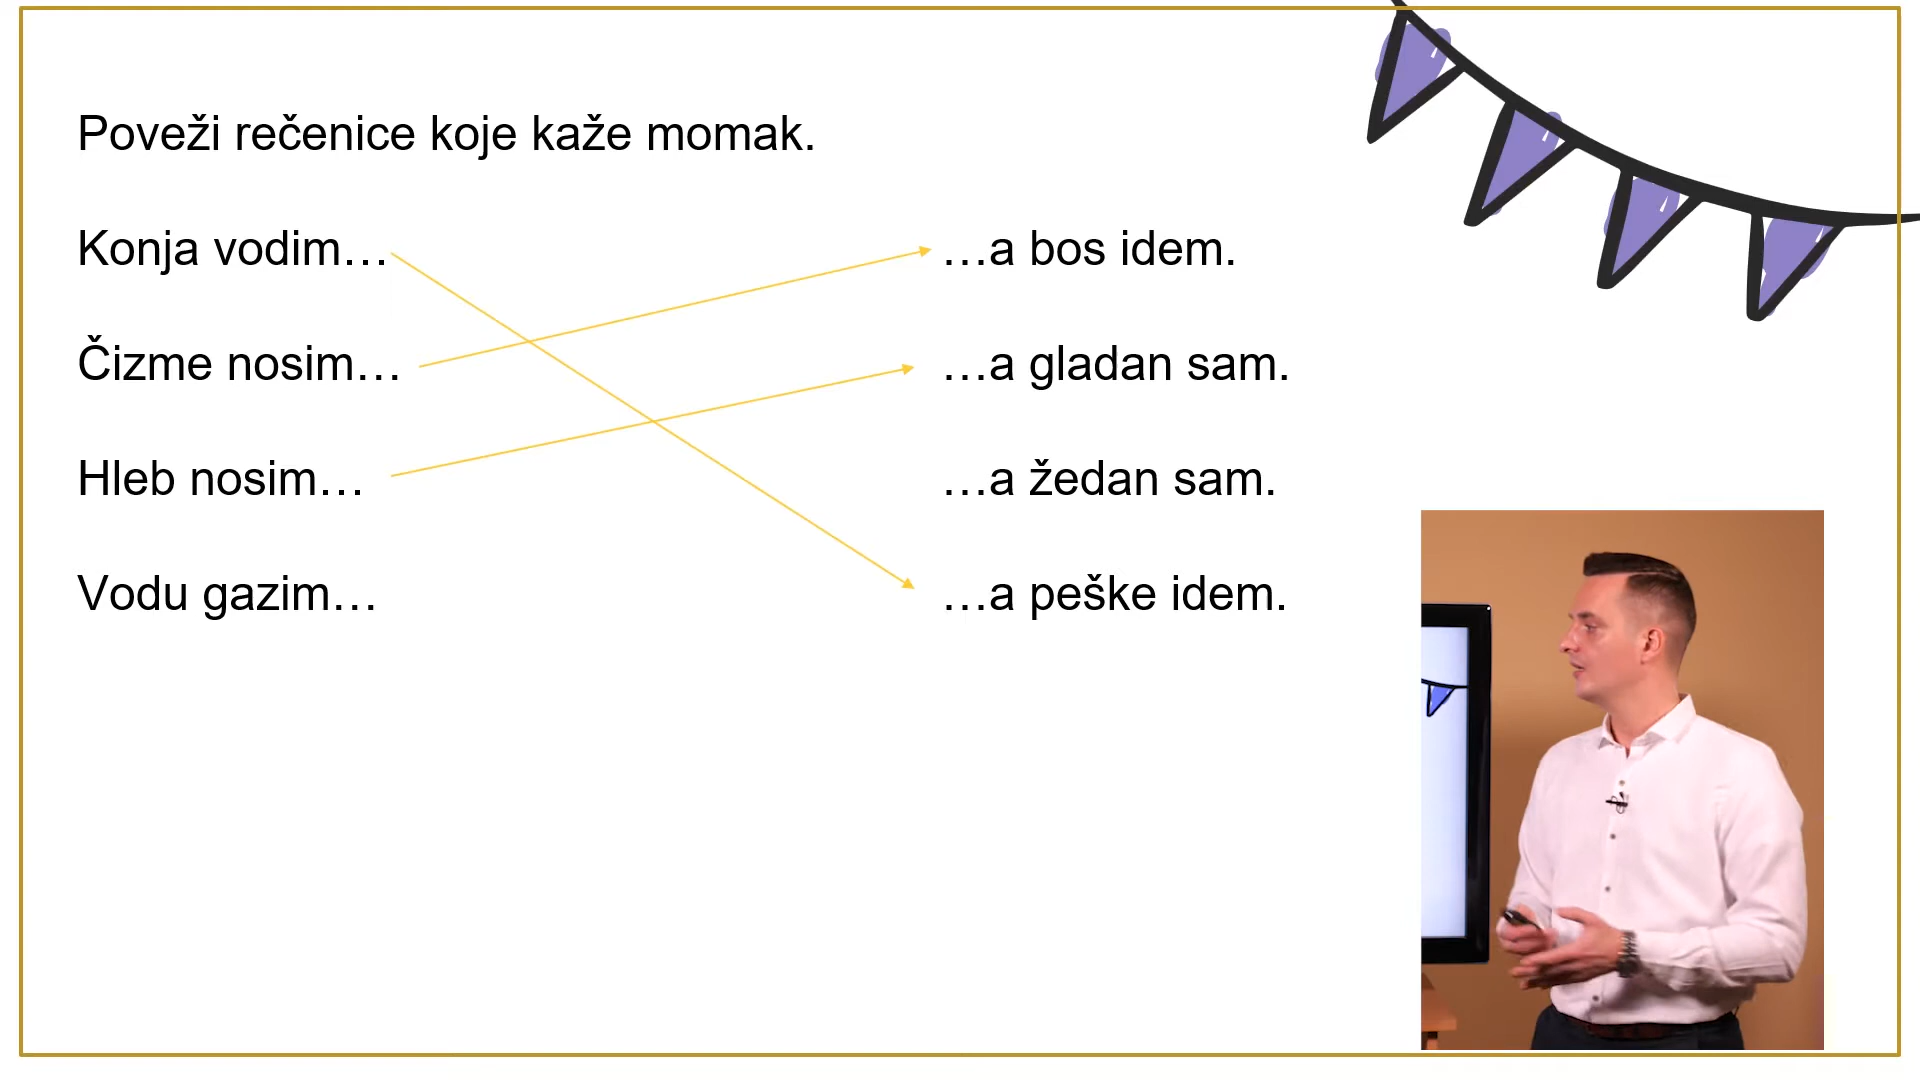 Poveži rečenice koje kaže momak.
Konja vodim… …a bos idem.
Čizme nosim… …a gladan sam.
Hleb nosim… …a žedan sam.
Vodu gazim… …a peške idem.